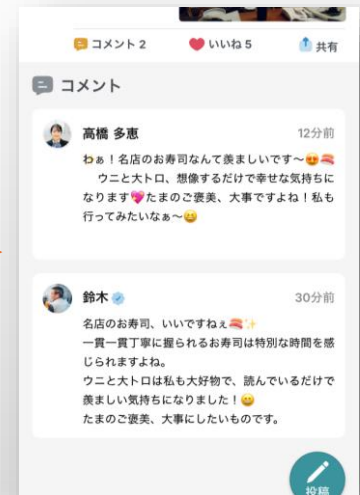 コメント 2 いいね 5 共有
コメント
高橋 多恵 12分前
わぁ！名店のお寿司なんて羨ましいです〜😍🍣
ウニと大トロ、想像するだけで幸せな気持ちに
なります💖たまのご褒美、大事ですよね！私も
行ってみたいなぁ〜😄
鈴木 30分前
名店のお寿司、いいですねぇ🍣✨
一貫一貫丁寧に握られるお寿司は特別な時間を感
じられますよね。
ウニと大トロは私も大好物で、読んでいるだけで
羨ましい気持ちになりました！😄
たまのご褒美、大事にしたいものです。
投稿